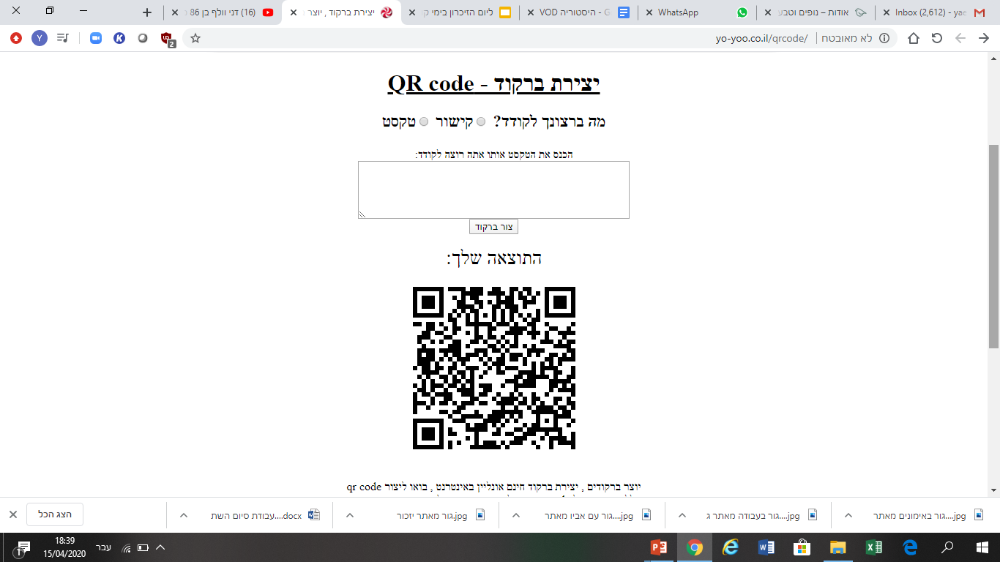 Inbox (2,612) - yae
אודות – נופים וטבע
WhatsApp
היסטוריה VOD - G
ליום הזיכרון בימי ק
יצירת ברקוד , יוצר
(16) דני וולף בן 86
yo-yoo.co.il/qrcode/
לא מאובטח
Y
K
2
יצירת ברקוד - QR code
מה ברצונך לקודד? קישור טקסט
הכנס את הטקסט אותו אתה רוצה לקודד:
צור ברקוד
התוצאה שלך:
יוצר ברקודים , יצירת ברקוד חינם אונליין באינטרנט , בואו ליצור qr code
גור באימונים מאתר....jpg
גור בעבודה מאתר ג....jpg
גור עם אביו מאתר....jpg
גור מאתר יזכור.jpg
עבודת סיום השת....docx
הצג הכל
עבר
18:39
15/04/2020
1